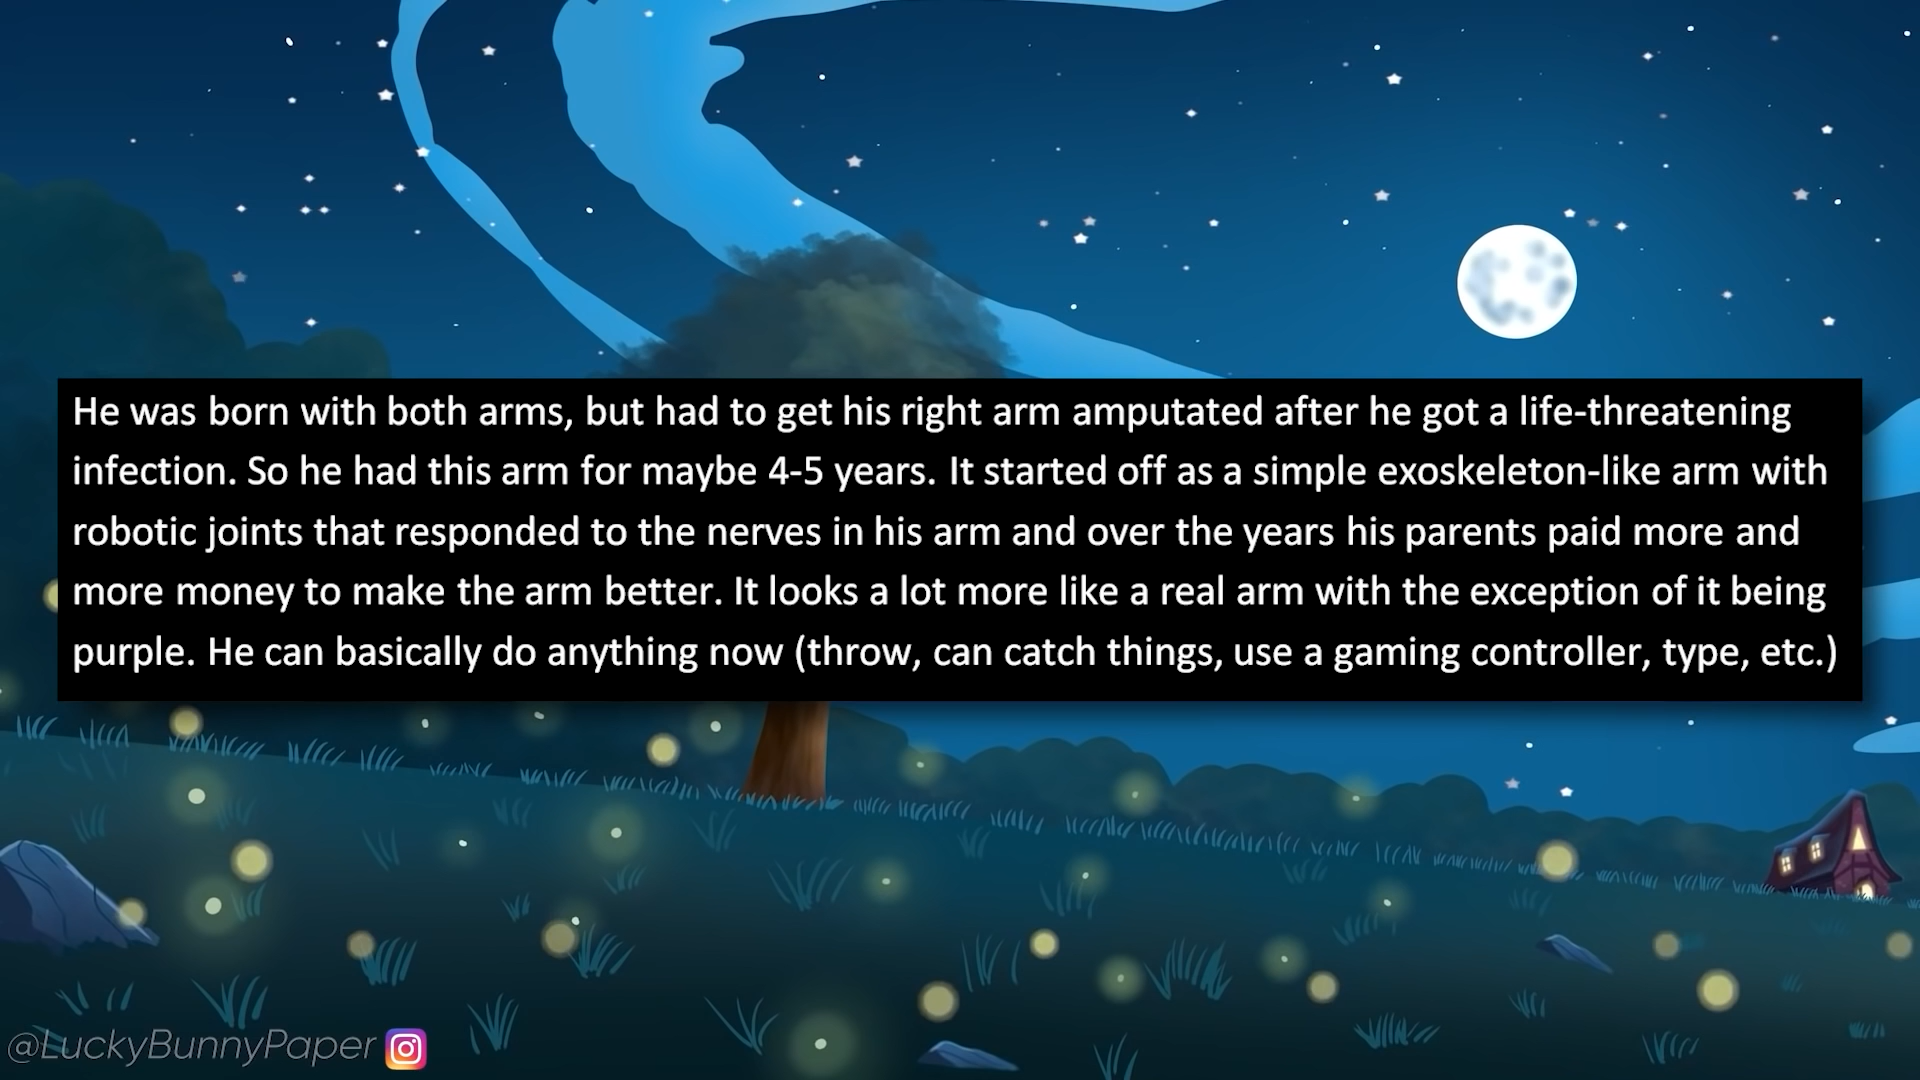 He was born with both arms, but had to get his right arm amputated after he got a life-threatening
infection. So he had this arm for maybe 4-5 years. It started off as a simple exoskeleton-like arm with
robotic joints that responded to the nerves in his arm and over the years his parents paid more and
more money to make the arm better. It looks a lot more like a real arm with the exception of it being
purple. He can basically do anything now (throw, can catch things, use a gaming controller, type, etc.)
@LuckyBunnyPaper